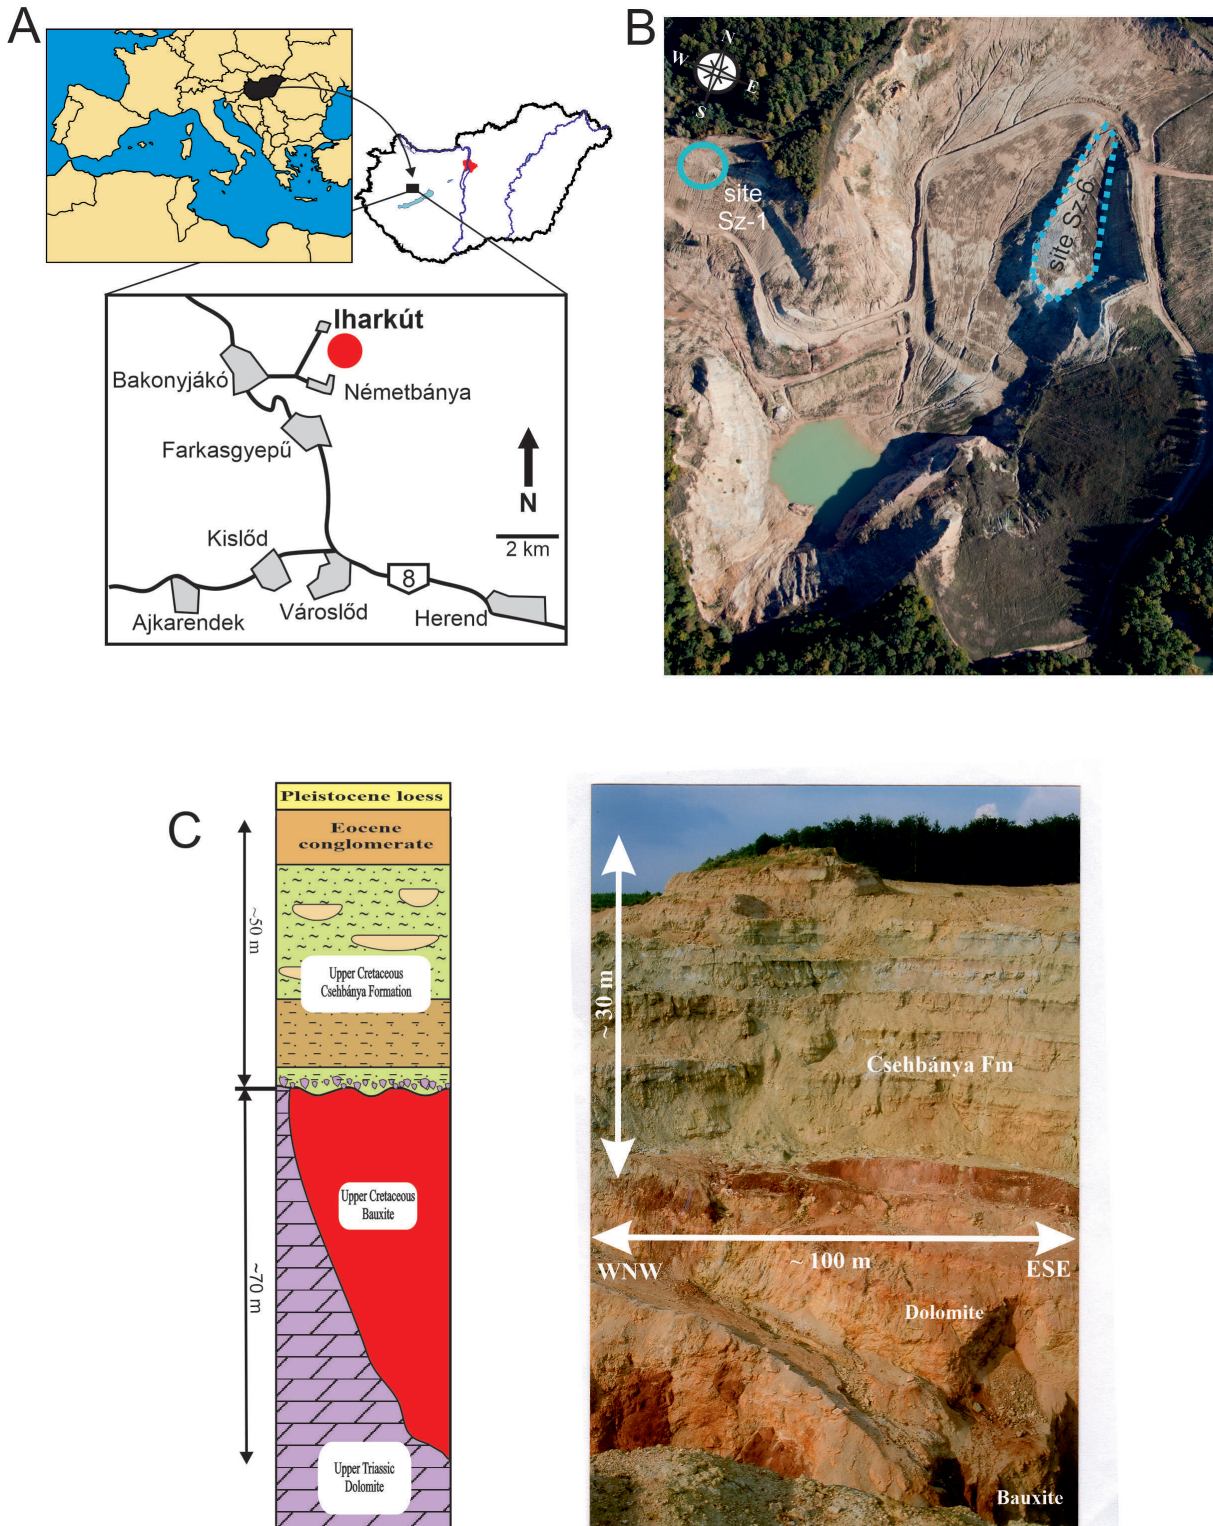 A
Iharkút
Bakonyjákó
Németbánya
Farkasgyepű
N
2 km
Kislőd
8
Ajkarendek
Városlőd
Herend
B
N
W
E
S
site
Sz-1
site Sz-6
C
Pleistocene loess
Eocene
conglomerate
~50 m
Upper Cretaceous
Csehbánya Formation
Upper Cretaceous
Bauxite
~70 m
Upper Triassic
Dolomite
~ 30 m
Csehbánya Fm
~ 100 m
WNW
ESE
Dolomite
Bauxite